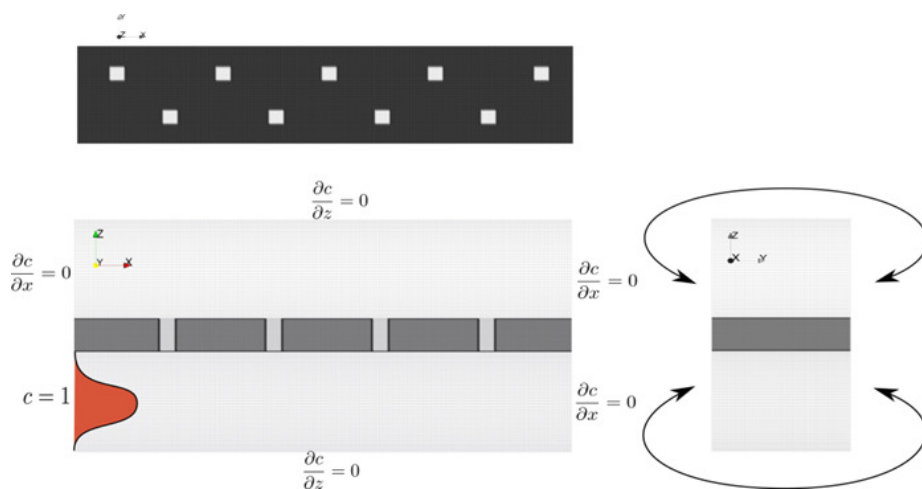 Z X
∂c/∂z = 0
∂c/∂x = 0
Z
Y X
∂c/∂x = 0
Z
X Y
c = 1
∂c/∂x = 0
∂c/∂z = 0